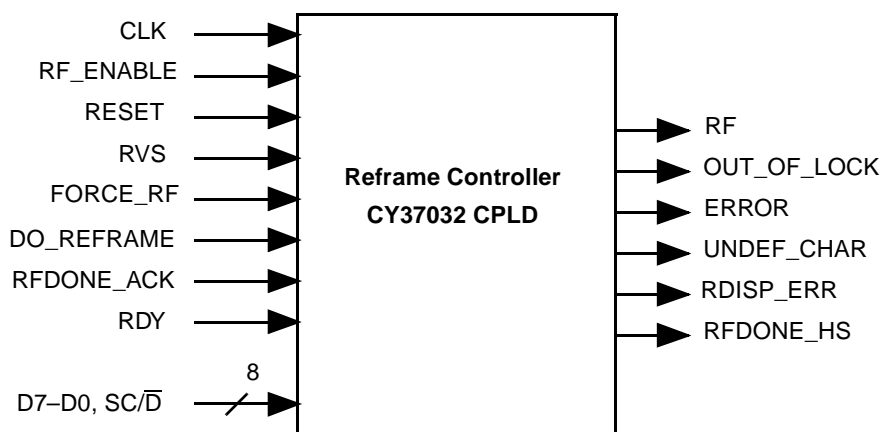 CLK
RF_ENABLE
RESET
RVS
FORCE_RF
DO_REFRAME
RFDONE_ACK
RDY
8
D7–D0, SC/D̅
Reframe Controller
CY37032 CPLD
RF
OUT_OF_LOCK
ERROR
UNDEF_CHAR
RDISP_ERR
RFDONE_HS